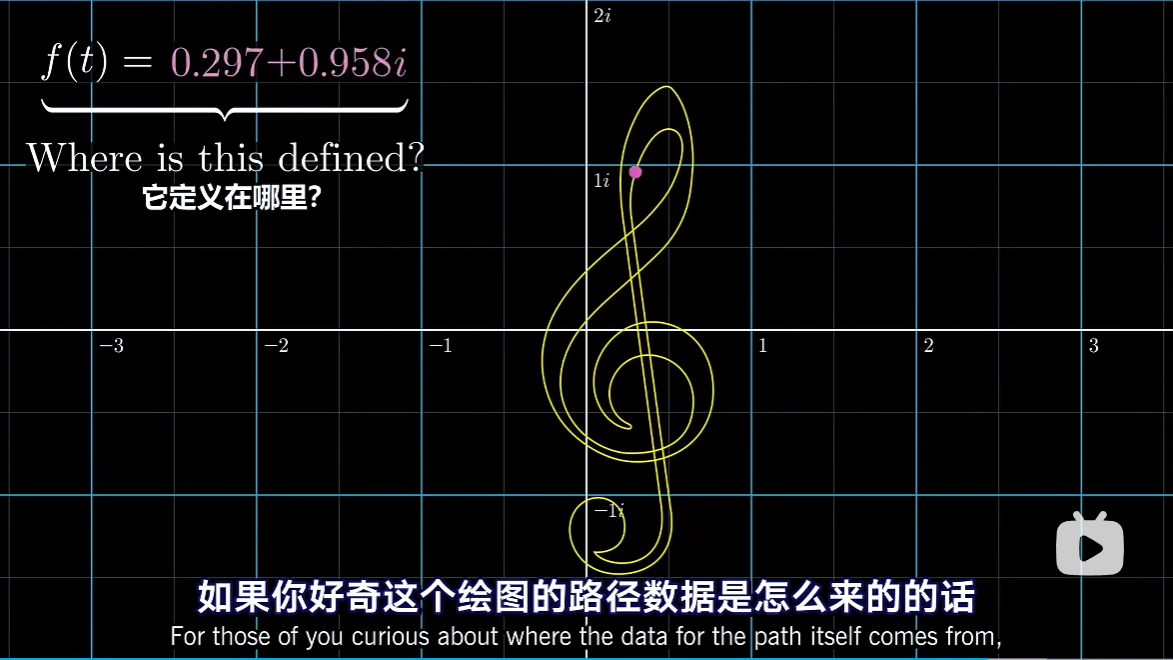 2i
f(t) = 0.297+0.958i
Where is this defined?
它定义在哪里?
1i
−3 −2 −1 1 2 3
−1i
如果你好奇这个绘图的路径数据是怎么来的的话
For those of you curious about where the data for the path itself comes from,